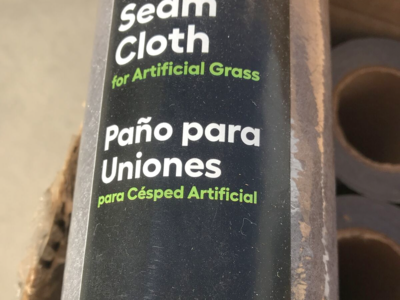 Seam
Cloth
for Artificial Grass
Paño para
Uniones
para Césped Artificial